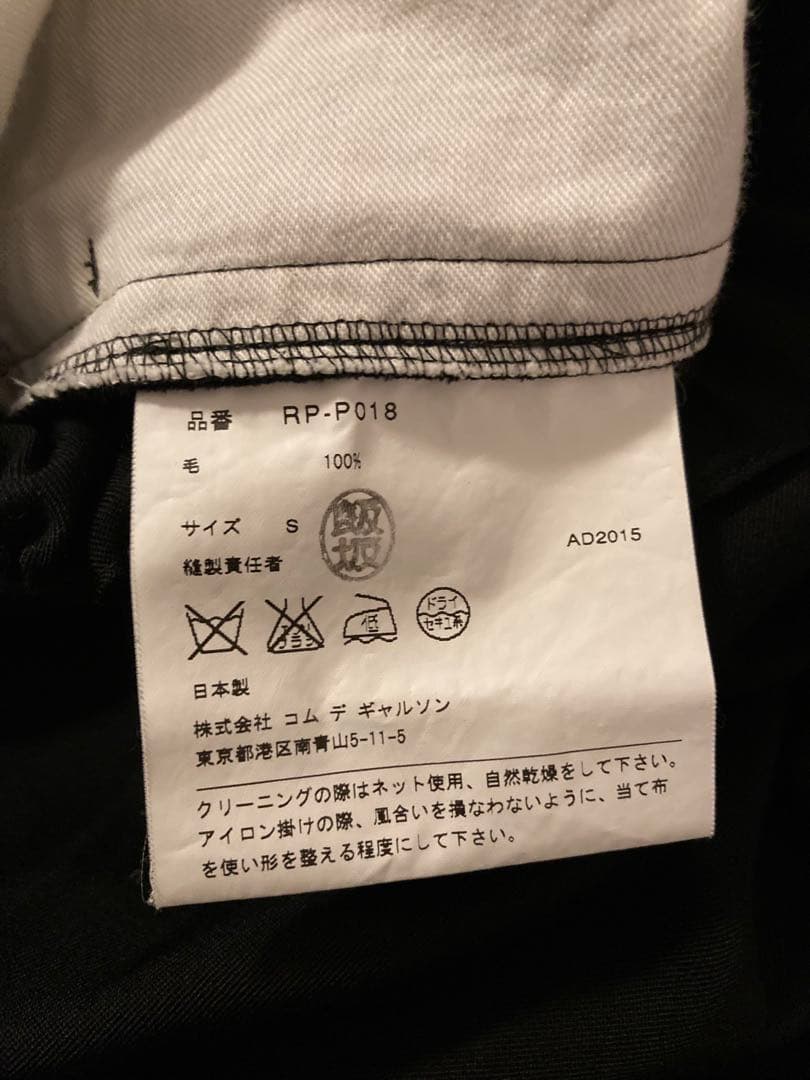 品番 RP-P018
毛 100%
サイズ S
飯坂
AD2015
縫製責任者
エンソ
ブラシ
低
ドライ
セキユ系
日本製
株式会社 コム デ ギャルソン
東京都港区南青山5-11-5
クリーニングの際はネット使用、自然乾燥をして下さい。
アイロン掛けの際、風合いを損なわないように、当て布
を使い形を整える程度にして下さい。